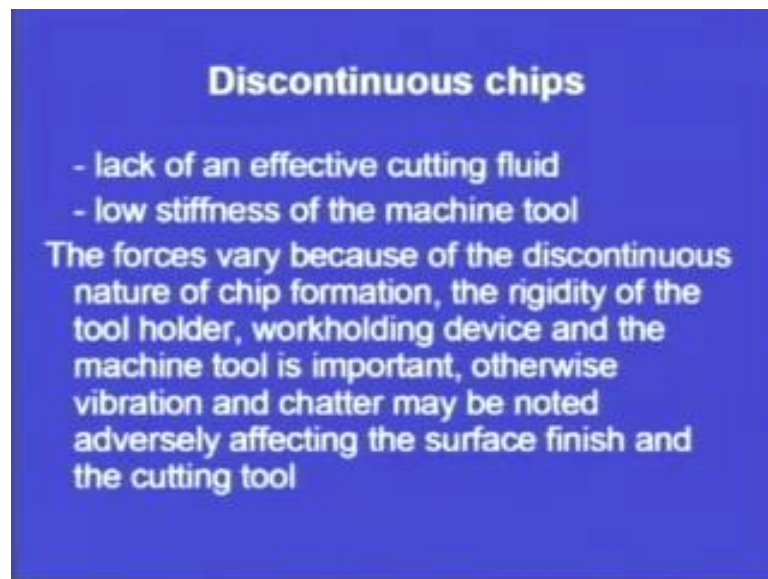 Discontinuous chips
- lack of an effective cutting fluid
- low stiffness of the machine tool
The forces vary because of the discontinuous
nature of chip formation, the rigidity of the
tool holder, workholding device and the
machine tool is important, otherwise
vibration and chatter may be noted
adversely affecting the surface finish and
the cutting tool